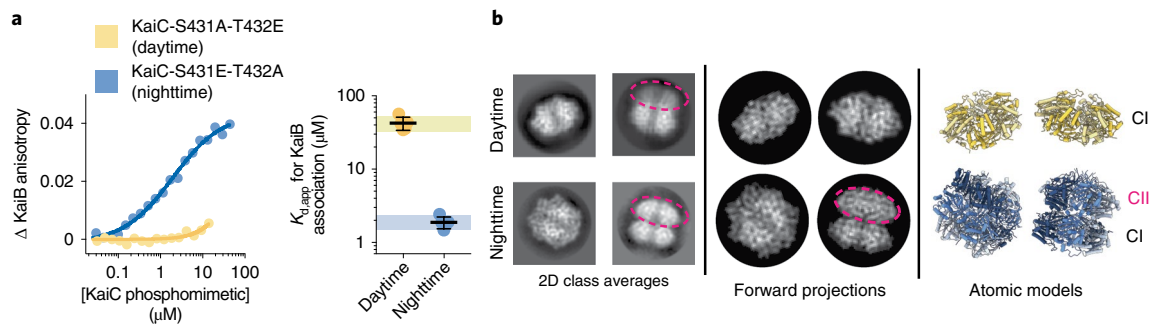 a
KaiC-S431A-T432E
(daytime)
KaiC-S431E-T432A
(nighttime)
Δ KaiB anisotropy
0.04
0.02
0
0.1
1
10
100
[KaiC phosphomimetic]
(μM)
K d,app for KaiB
association (μM)
100
10
1
Daytime
Nighttime
b
Daytime
Nighttime
2D class averages
Forward projections
CI
CII
CI
Atomic models